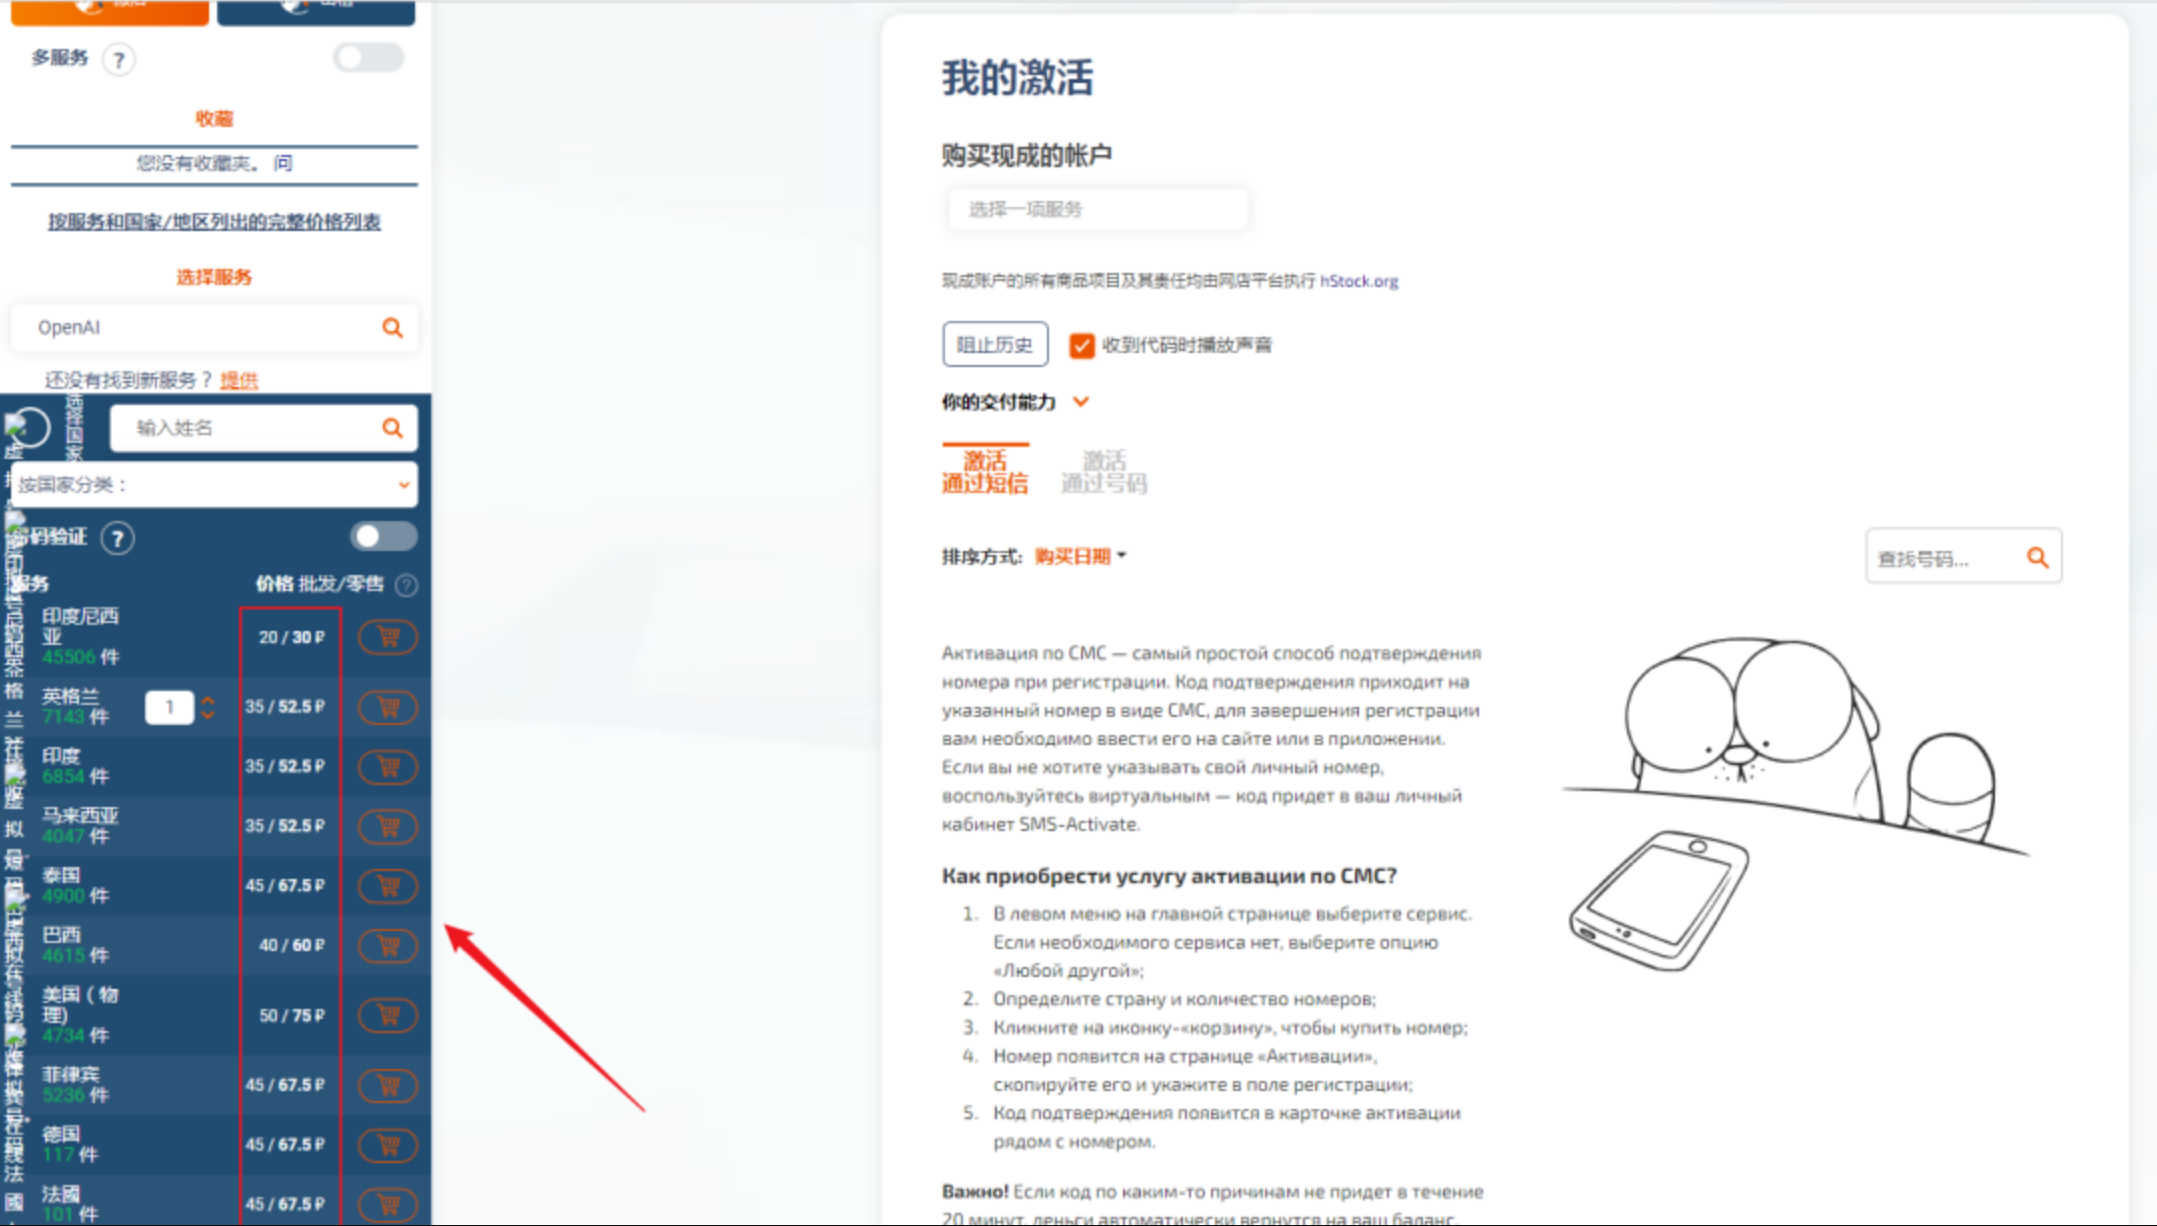 多服务 ?
收藏
您没有收藏夹。 问
按服务和国家/地区列出的完整价格列表
选择服务
OpenAI
还没有找到新服务？提供
选择国家
输入姓名
按国家分类：
号码验证 ?
服务 价格 批发/零售 ?
印度尼西
亚
45506 件
20 / 30 ₽
英格兰
7143 件
1
35 / 52.5 ₽
印度
6854 件
35 / 52.5 ₽
马来西亚
4047 件
35 / 52.5 ₽
泰国
4900 件
45 / 67.5 ₽
巴西
4615 件
40 / 60 ₽
美国（物
理)
4734 件
50 / 75 ₽
菲律宾
5236 件
45 / 67.5 ₽
德国
117 件
45 / 67.5 ₽
法國
101 件
45 / 67.5 ₽
我的激活
购买现成的帐户
选择一项服务
现成账户的所有商品项目及其责任均由网店平台执行 hStock.org
阻止历史 收到代码时播放声音
你的交付能力
激活
通过短信
激活
通过号码
排序方式: 购买日期
查找号码...
Активация по СМС — самый простой способ подтверждения
номера при регистрации. Код подтверждения приходит на
указанный номер в виде СМС, для завершения регистрации
вам необходимо ввести его на сайте или в приложении.
Если вы не хотите указывать свой личный номер,
воспользуйтесь виртуальным — код придет в ваш личный
кабинет SMS-Activate.
Как приобрести услугу активации по СМС?
1. В левом меню на главной странице выберите сервис.
Если необходимого сервиса нет, выберите опцию
«Любой другой»;
2. Определите страну и количество номеров;
3. Кликните на иконку-«корзину», чтобы купить номер;
4. Номер появится на странице «Активации»,
скопируйте его и укажите в поле регистрации;
5. Код подтверждения появится в карточке активации
рядом с номером.
Важно! Если код по каким-то причинам не придет в течение
20 минут, деньги автоматически вернутся на ваш баланс.